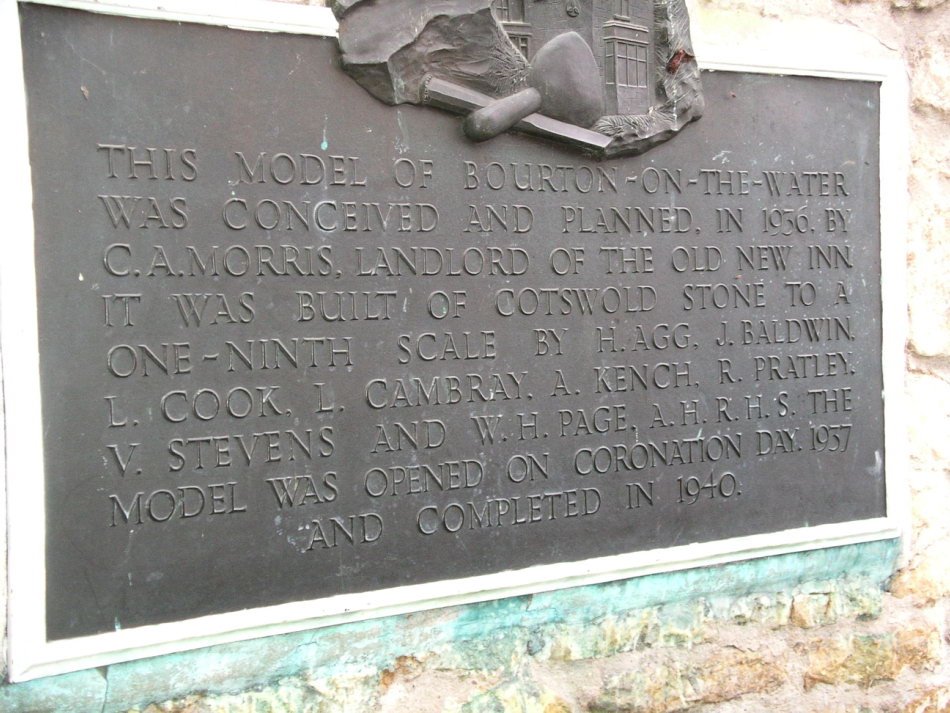 THIS MODEL OF BOURTON-ON-THE-WATER
WAS CONCEIVED AND PLANNED, IN 1936, BY
C.A.MORRIS, LANDLORD OF THE OLD NEW INN.
IT WAS BUILT OF COTSWOLD STONE TO A
ONE-NINTH SCALE BY H.AGG, J.BALDWIN,
L. COOK, L. CAMBRAY, A. KENCH, R. PRATLEY,
V. STEVENS AND W.H. PAGE, A.H.R.H.S. THE
MODEL WAS OPENED ON CORONATION DAY. 1937
AND COMPLETED IN 1940.